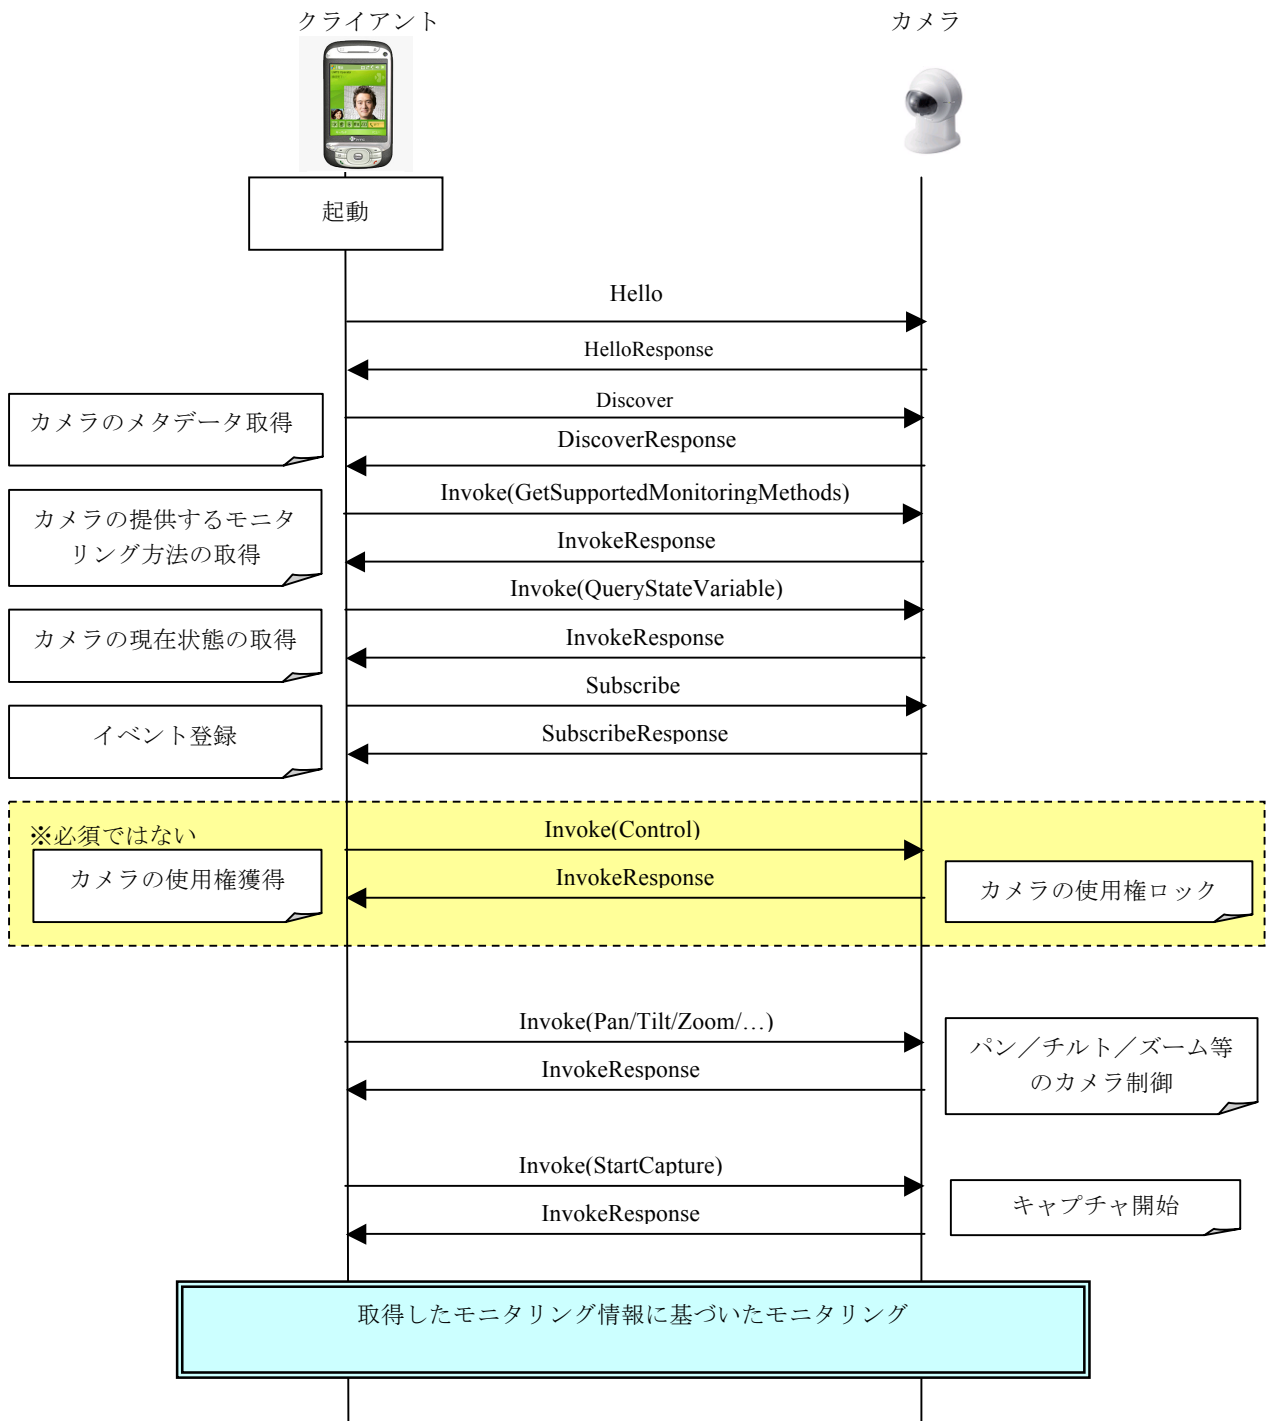 クライアント
カメラ
起動
Hello
HelloResponse
カメラのメタデータ取得
Discover
DiscoverResponse
カメラの提供するモニタ
リング方法の取得
Invoke(GetSupportedMonitoringMethods)
InvokeResponse
Invoke(QueryStateVariable)
カメラの現在状態の取得
InvokeResponse
Subscribe
イベント登録
SubscribeResponse
※必須ではない
Invoke(Control)
カメラの使用権獲得
InvokeResponse
カメラの使用権ロック
Invoke(Pan/Tilt/Zoom/…)
InvokeResponse
パン／チルト／ズーム等
のカメラ制御
Invoke(StartCapture)
InvokeResponse
キャプチャ開始
取得したモニタリング情報に基づいたモニタリング